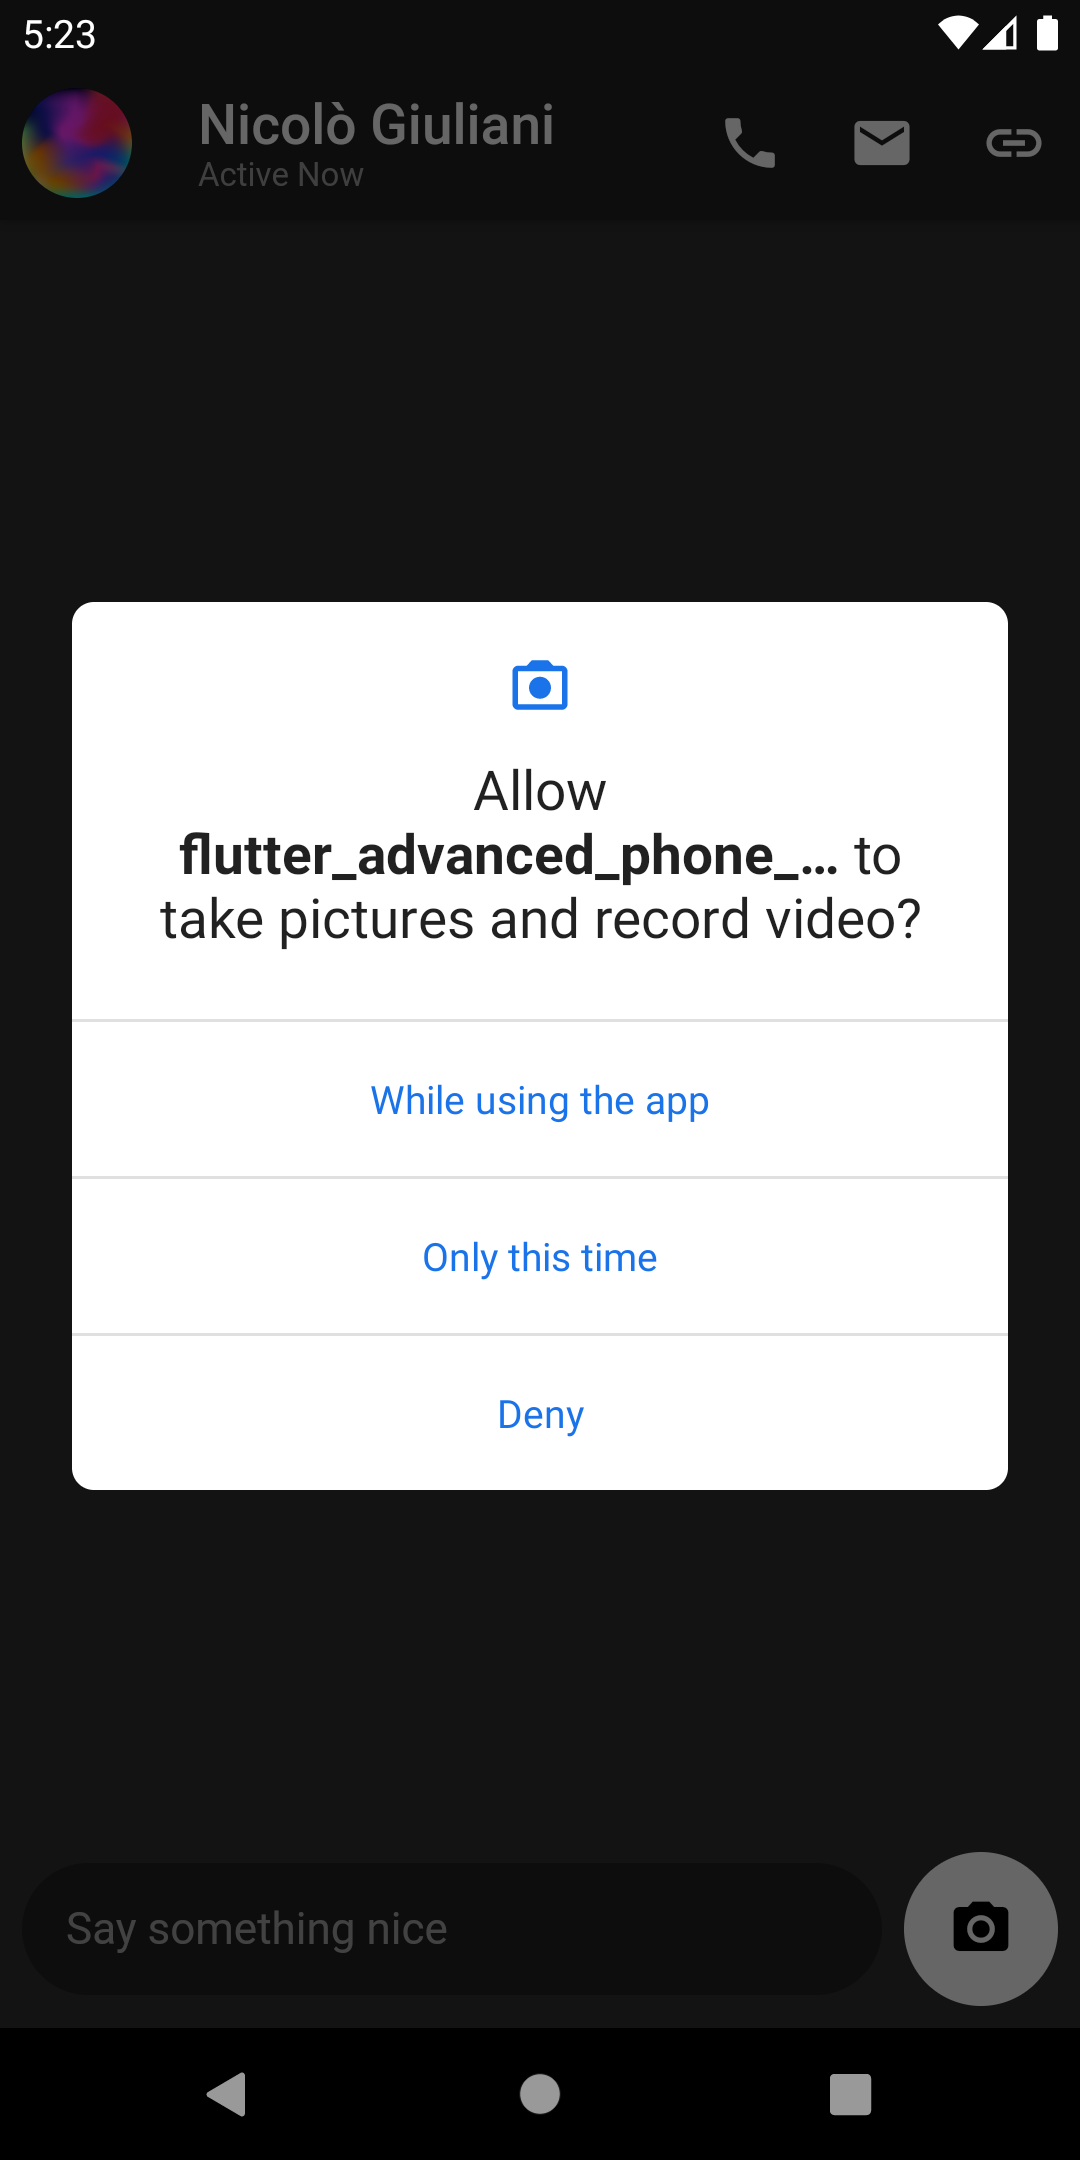 5:23
Nicolò Giuliani
Active Now
Allow
flutter_advanced_phone_… to
take pictures and record video?
While using the app
Only this time
Deny
Say something nice